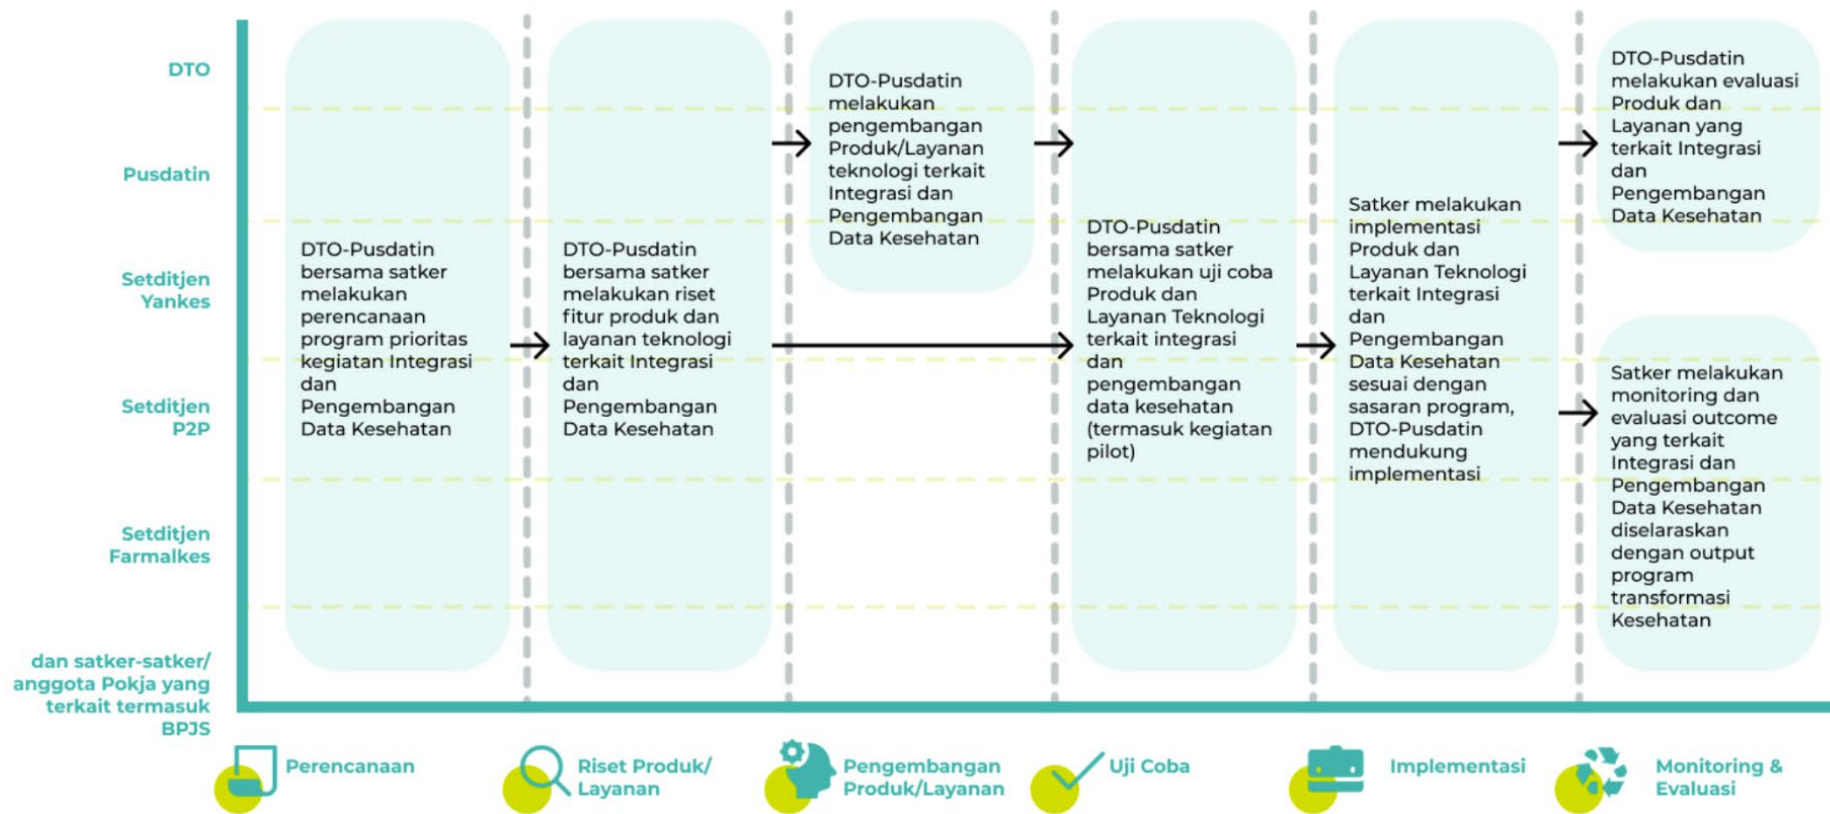 DTO
Pusdatin
Setditjen
Yankes
Setditjen
P2P
Setditjen
Farmalkes
dan satker-satker/
anggota Pokja yang
terkait termasuk
BPJS
DTO-Pusdatin
bersama satker
melakukan
perencanaan
program prioritas
kegiatan Integrasi
dan
Pengembangan
Data Kesehatan
DTO-Pusdatin
bersama satker
melakukan riset
fitur produk dan
layanan teknologi
terkait Integrasi
dan
Pengembangan
Data Kesehatan
DTO-Pusdatin
melakukan
pengembangan
Produk/Layanan
teknologi terkait
Integrasi dan
Pengembangan
Data Kesehatan
DTO-Pusdatin
bersama satker
melakukan uji coba
Produk dan
Layanan Teknologi
terkait integrasi
dan
pengembangan
data kesehatan
(termasuk kegiatan
pilot)
Satker melakukan
implementasi
Produk dan
Layanan Teknologi
terkait Integrasi
dan
Pengembangan
Data Kesehatan
sesuai dengan
sasaran program,
DTO-Pusdatin
mendukung
implementasi
DTO-Pusdatin
melakukan evaluasi
Produk dan
Layanan yang
terkait Integrasi
dan
Pengembangan
Data Kesehatan
Satker melakukan
monitoring dan
evaluasi outcome
yang terkait
Integrasi dan
Pengembangan
Data Kesehatan
diselaraskan
dengan output
program
transformasi
Kesehatan
Perencanaan
Riset Produk/
Layanan
Pengembangan
Produk/Layanan
Uji Coba
Implementasi
Monitoring &
Evaluasi